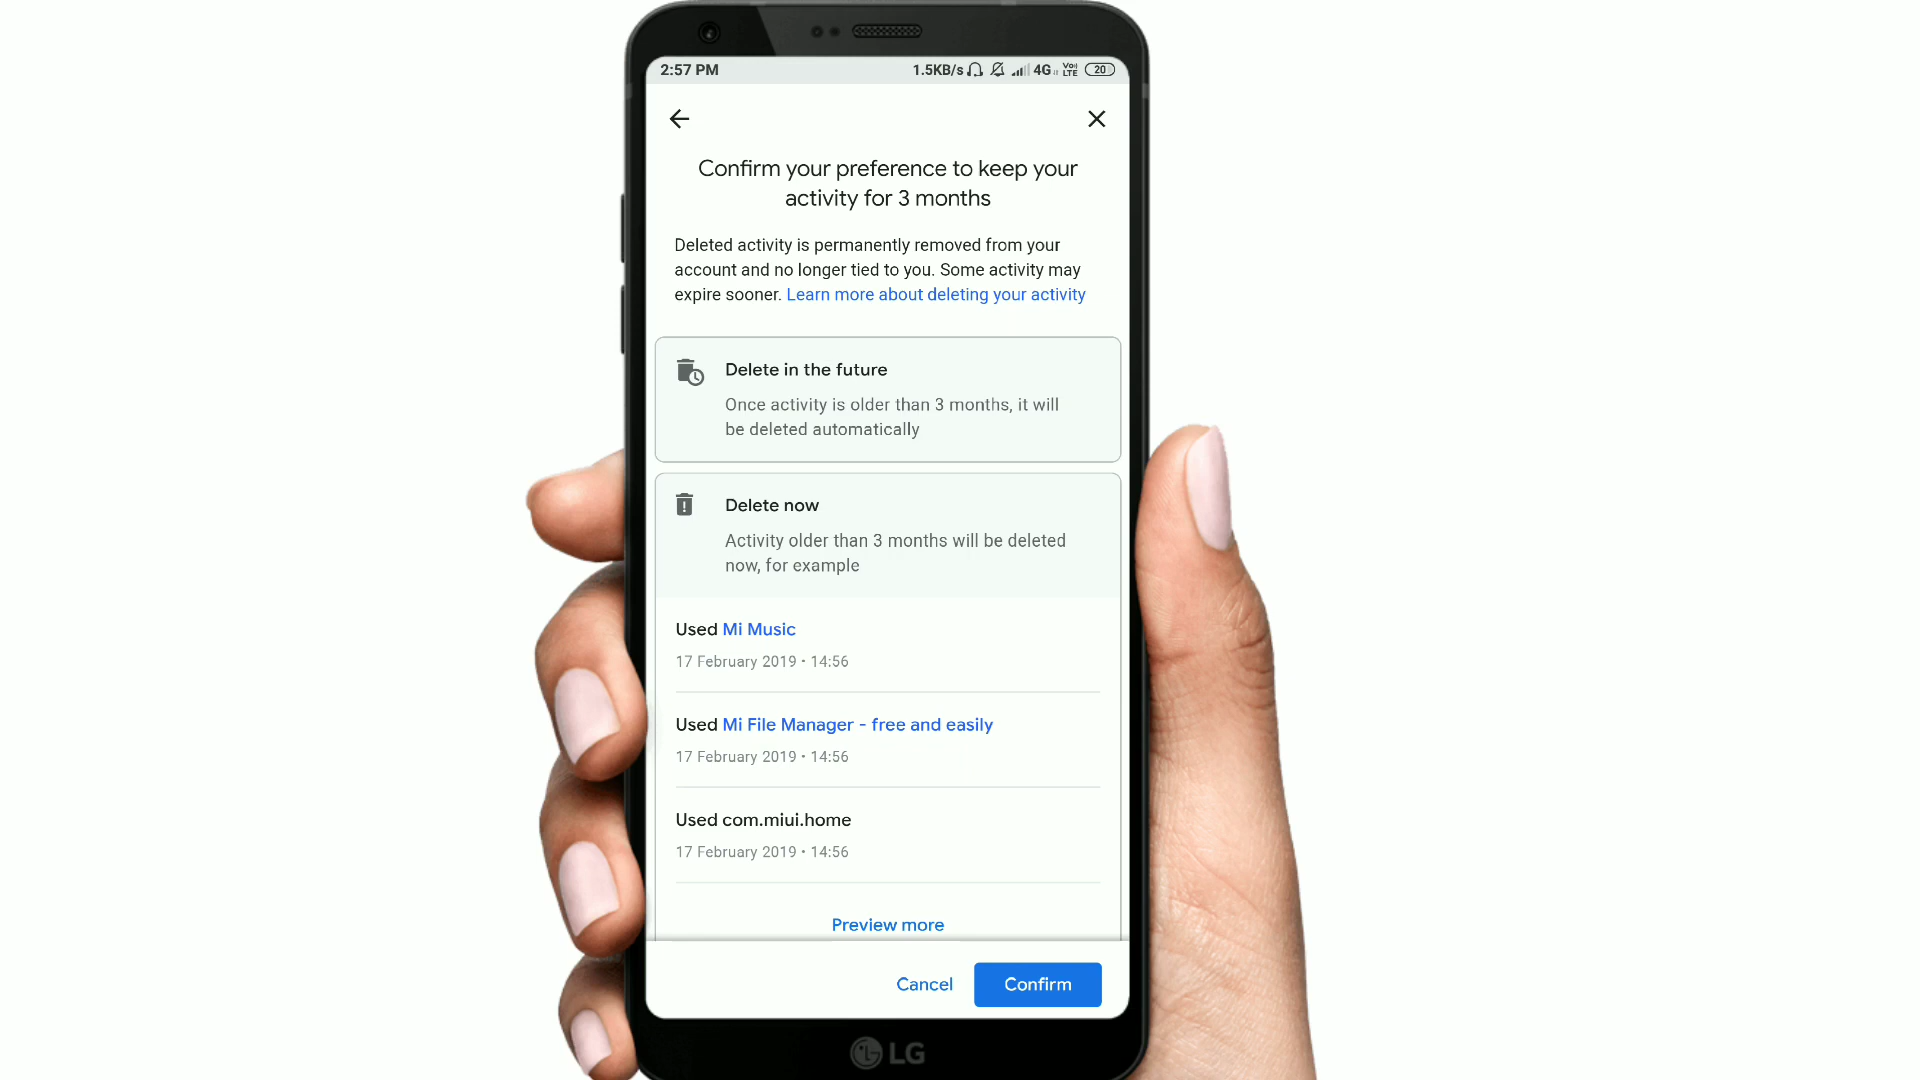 2:57 PM 1.5KB/s 4G Vo) LTE 20
Confirm your preference to keep your
activity for 3 months
Deleted activity is permanently removed from your
account and no longer tied to you. Some activity may
expire sooner. Learn more about deleting your activity
Delete in the future
Once activity is older than 3 months, it will
be deleted automatically
Delete now
Activity older than 3 months will be deleted
now, for example
Used Mi Music
17 February 2019 • 14:56
Used Mi File Manager - free and easily
17 February 2019 • 14:56
Used com.miui.home
17 February 2019 • 14:56
Preview more
Cancel Confirm
LG